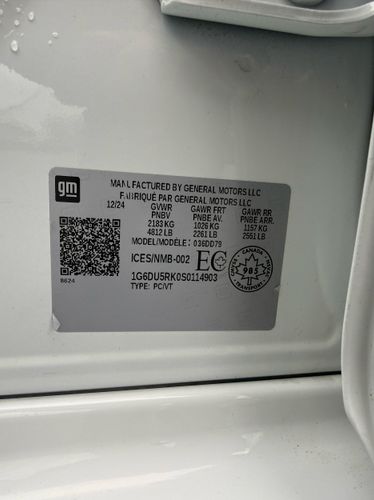 gm
MANUFACTURED BY GENERAL MOTORS LLC
FABRIQUÉ PAR GENERAL MOTORS LLC
12/24 GVWR GAWR FRT GAWR RR
PNBV PNBE AV. PNBE ARR.
2183 KG 1026 KG 1157 KG
4812 LB 2261 LB 2551 LB
MODEL/MODÈLE: 036DD79
ICES/NMB-002 EC CANADA 985
1G6DU5RK0S0114903
TYPE: PC/VT
8624